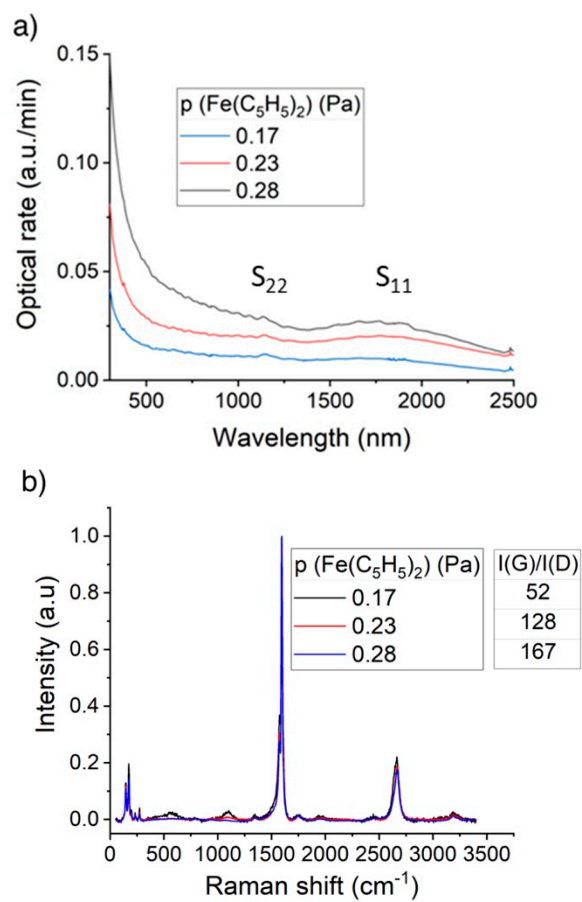 a)
0.15
0.10
0.05
0.00
Optical rate (a.u./min)
p (Fe(C₅H₅)₂) (Pa)
0.17
0.23
0.28
S₂₂
S₁₁
500 1000 1500 2000 2500
Wavelength (nm)
b)
1.0
0.8
0.6
0.4
0.2
0.0
Intensity (a.u)
p (Fe(C₅H₅)₂) (Pa) I(G)/I(D)
0.17 52
0.23 128
0.28 167
0 500 1000 1500 2000 2500 3000 3500
Raman shift (cm⁻¹)